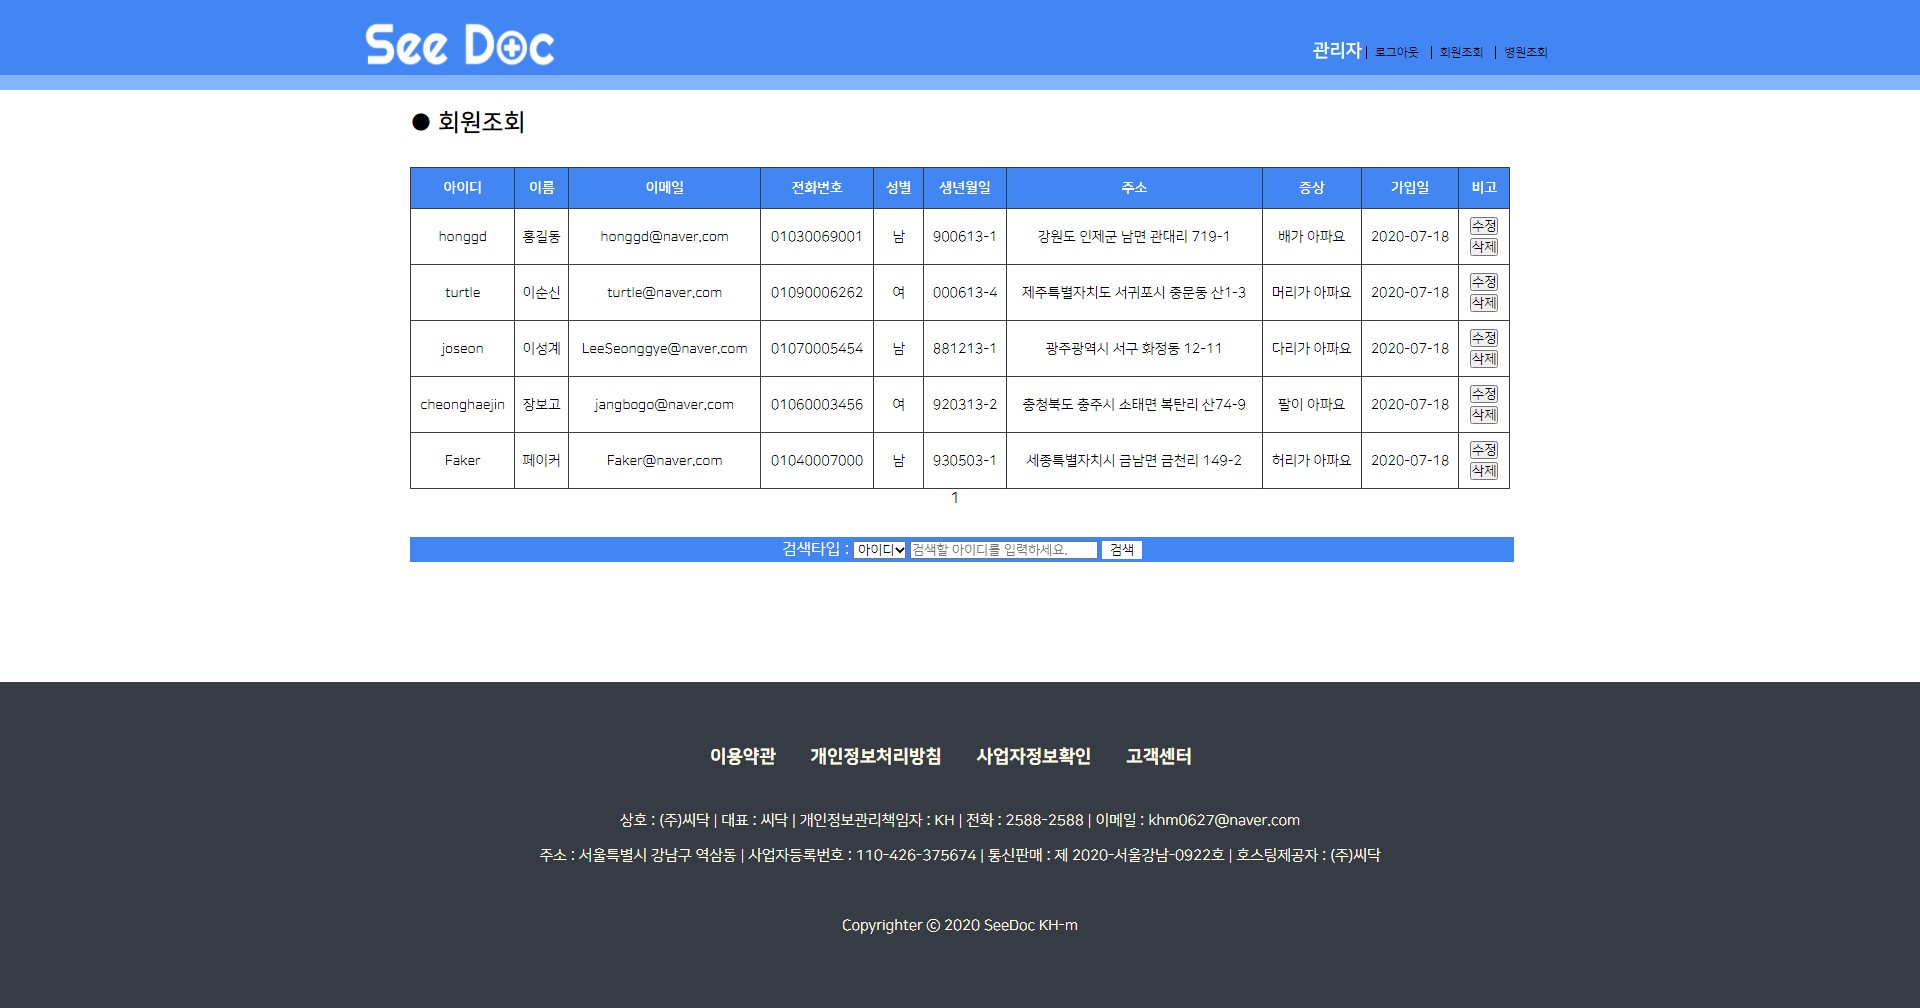 See Doc
관리자 | 로그아웃 | 회원조회 | 병원조회
● 회원조회
아이디 이름 이메일 전화번호 성별 생년월일 주소 증상 가입일 비고
honggd 홍길동 honggd@naver.com 01030069001 남 900613-1 강원도 인제군 남면 관대리 719-1 배가 아파요 2020-07-18 수정 삭제
turtle 이순신 turtle@naver.com 01090006262 여 000613-4 제주특별자치도 서귀포시 중문동 산1-3 머리가 아파요 2020-07-18 수정 삭제
joseon 이성계 LeeSeonggye@naver.com 01070005454 남 881213-1 광주광역시 서구 화정동 12-11 다리가 아파요 2020-07-18 수정 삭제
cheonghaejin 장보고 jangbogo@naver.com 01060003456 여 920313-2 충청북도 충주시 소태면 복탄리 산74-9 팔이 아파요 2020-07-18 수정 삭제
Faker 페이커 Faker@naver.com 01040007000 남 930503-1 세종특별자치시 금남면 금천리 149-2 허리가 아파요 2020-07-18 수정 삭제
1
검색타입 : 아이디 검색할 아이디를 입력하세요. 검색
이용약관 개인정보처리방침 사업자정보확인 고객센터
상호 : (주)씨닥 | 대표 : 씨닥 | 개인정보관리책임자 : KH | 전화 : 2588-2588 | 이메일 : khm0627@naver.com
주소 : 서울특별시 강남구 역삼동 | 사업자등록번호 : 110-426-375674 | 통신판매 : 제 2020-서울강남-0922호 | 호스팅제공자 : (주)씨닥
Copyrighter ⓒ 2020 SeeDoc KH-m